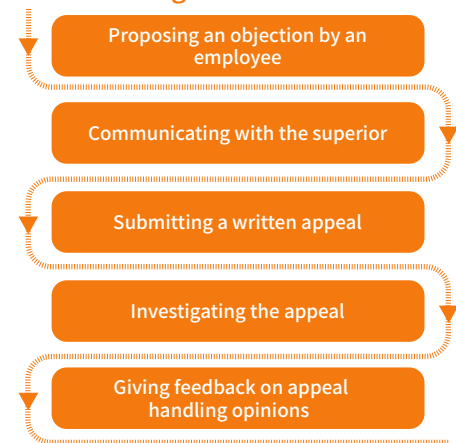 Proposing an objection by an
employee
Communicating with the superior
Submitting a written appeal
Investigating the appeal
Giving feedback on appeal
handling opinions